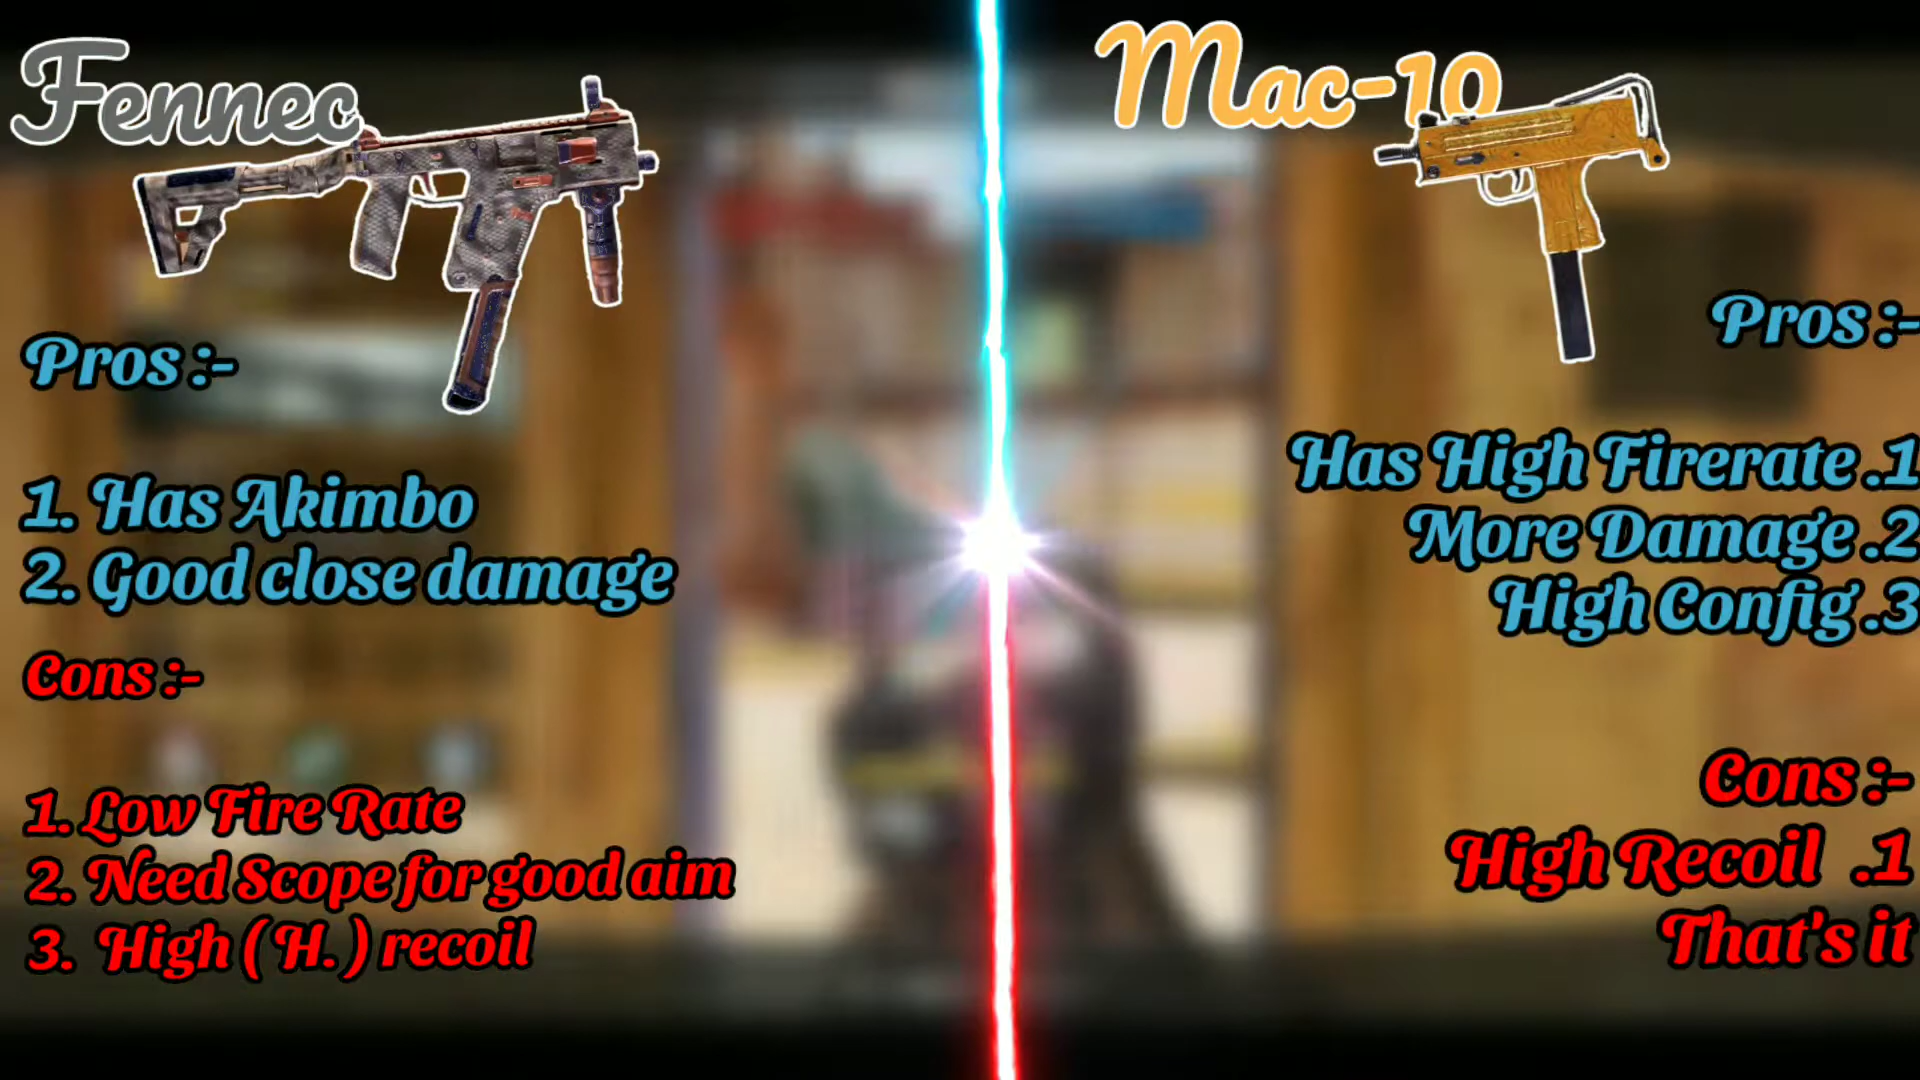 Fennec
Pros :-
1. Has Akimbo
2. Good close damage
Cons :-
1. Low Fire Rate
2. Need Scope for good aim
3. High ( H. ) recoil
Mac-10
Pros :-
Has High Firerate .1
More Damage .2
High Config .3
Cons :-
High Recoil .1
That's it